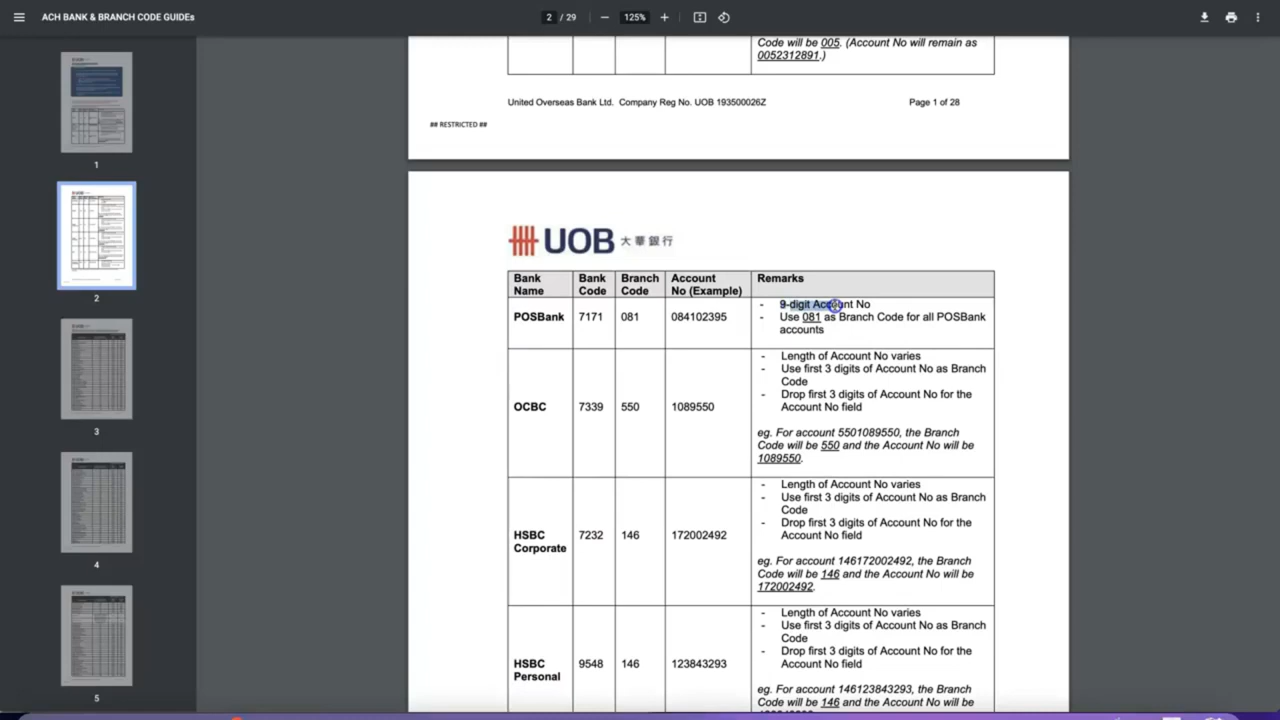 ACH BANK & BRANCH CODE GUIDEs
2 / 29
125%
Code will be 005. (Account No will remain as
0052312891.)
United Overseas Bank Ltd. Company Reg No. UOB 193500026Z
Page 1 of 28
## RESTRICTED ##
1
2
3
4
5
UOB 大華銀行
Bank Name
Bank Code
Branch Code
Account No (Example)
Remarks
POSBank
7171
081
084102395
- 9-digit Account No
- Use 081 as Branch Code for all POSBank
accounts
OCBC
7339
550
1089550
- Length of Account No varies
- Use first 3 digits of Account No as Branch
Code
- Drop first 3 digits of Account No for the
Account No field
eg. For account 5501089550, the Branch
Code will be 550 and the Account No will be
1089550.
HSBC
Corporate
7232
146
172002492
- Length of Account No varies
- Use first 3 digits of Account No as Branch
Code
- Drop first 3 digits of Account No for the
Account No field
eg. For account 146172002492, the Branch
Code will be 146 and the Account No will be
172002492.
HSBC
Personal
9548
146
123843293
- Length of Account No varies
- Use first 3 digits of Account No as Branch
Code
- Drop first 3 digits of Account No for the
Account No field
eg. For account 146123843293, the Branch
Code will be 146 and the Account No will be